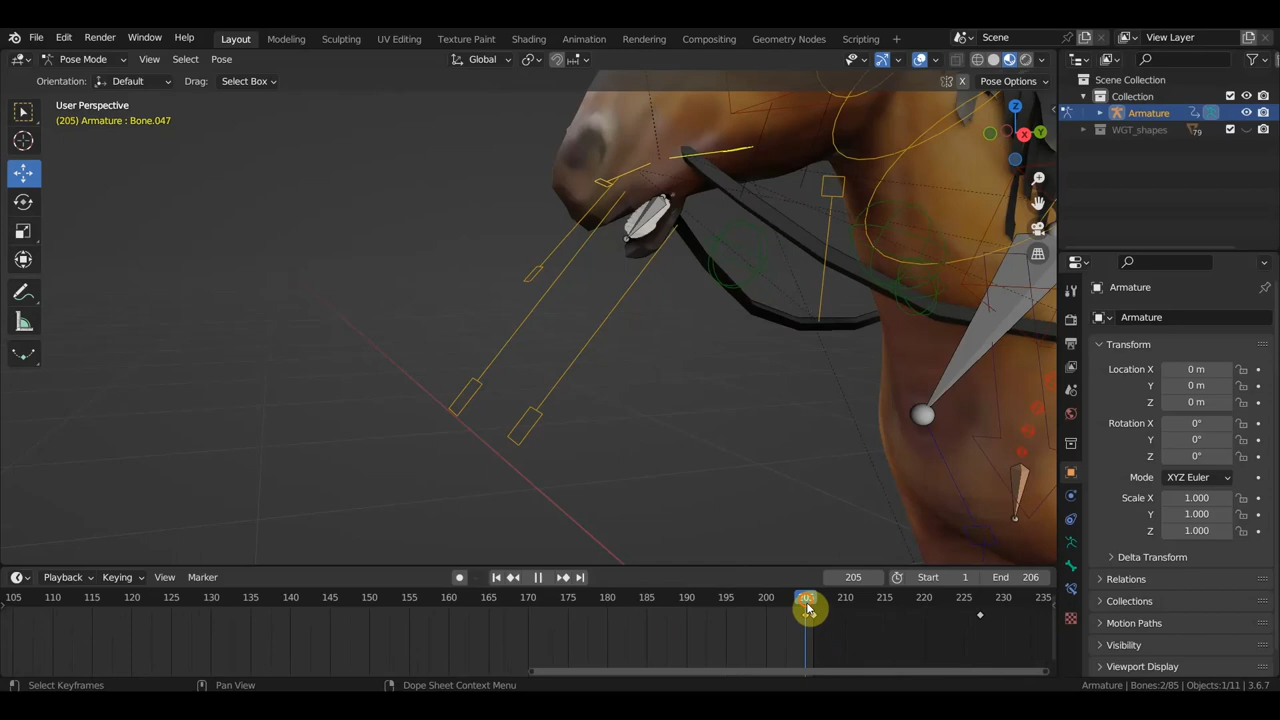 File Edit Render Window Help Layout Modeling Sculpting UV Editing Texture Paint Shading Animation Rendering Compositing Geometry Nodes Scripting + Scene View Layer
Pose Mode View Select Pose Global
Orientation: Default Drag: Select Box X Pose Options
Scene Collection
Collection
Armature
WGT_shapes 79
User Perspective
(205) Armature : Bone.047
Z
X
Y
Armature
Armature
Transform
Location X 0 m
Y 0 m
Z 0 m
Rotation X 0°
Y 0°
Z 0°
Mode XYZ Euler
Scale X 1.000
Y 1.000
Z 1.000
Delta Transform
Relations
Collections
Motion Paths
Visibility
Viewport Display
Playback Keying View Marker 205 Start 1 End 206
105 110 115 120 125 130 135 140 145 150 155 160 165 170 175 180 185 190 195 200 205 210 215 220 225 230 235
Select Keyframes Pan View Dope Sheet Context Menu Armature | Bones:2/85 | Objects:1/11 | 3.6.7